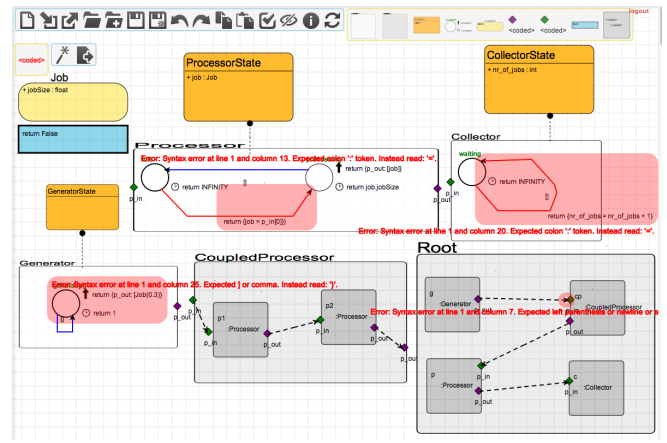 logout
<coded>
<coded>
<coded>
Job
+ jobSize : float
return False
ProcessorState
+ job : Job
CollectorState
+ nr_of_jobs : int
GeneratorState
Processor
Error: Syntax error at line 1 and column 13. Expected colon ':' token. Instead read: '='.
return {p_out: [job]}
return INFINITY
[]
return job.jobSize
return {job = p_in[0]})
p_in
p_out
Collector
waiting
return INFINITY
[]
return {nr_of_jobs = nr_of_jobs + 1}
Error: Syntax error at line 1 and column 20. Expected colon ':' token. Instead read: '='.
p_in
Generator
Error: Syntax error at line 1 and column 25. Expected ] or comma. Instead read: '}'.
return {p_out: [Job(0.3)}
[]
return 1
p_out
CoupledProcessor
p_in
p1
:Processor
p_in
p_out
p2
:Processor
p_in
p_out
p_out
Root
g
:Generator
cp
:CoupledProcessor
Error: Syntax error at line 1 and column 7. Expected left parenthesis or newline or s
p_out
p
:Processor
p_in
p_out
c
:Collector
p_in